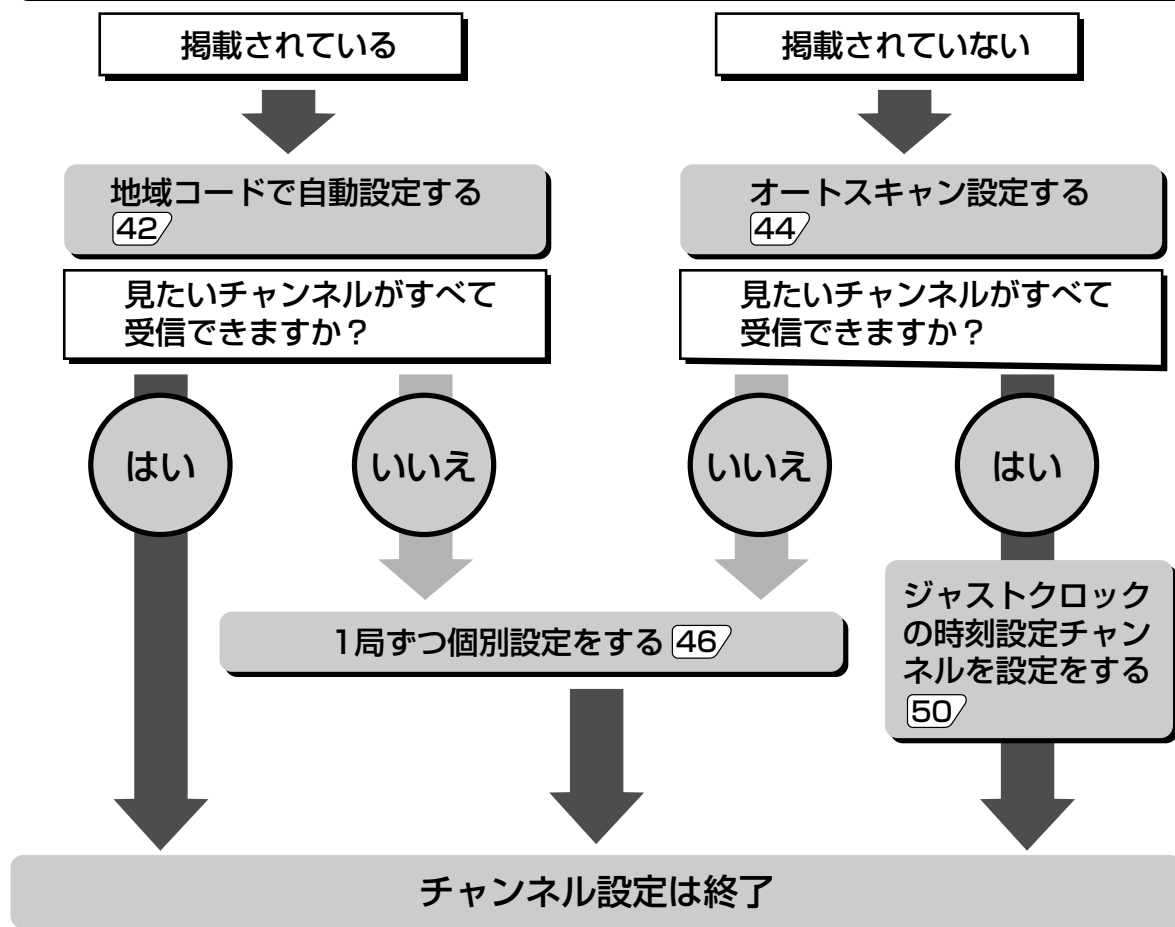 掲載されている
掲載されていない
地域コードで自動設定する
42
オートスキャン設定する
44
見たいチャンネルがすべて
受信できますか？
見たいチャンネルがすべて
受信できますか？
はい
いいえ
いいえ
はい
1局ずつ個別設定をする 46
ジャストクロック
の時刻設定チャン
ネルを設定をする
50
チャンネル設定は終了